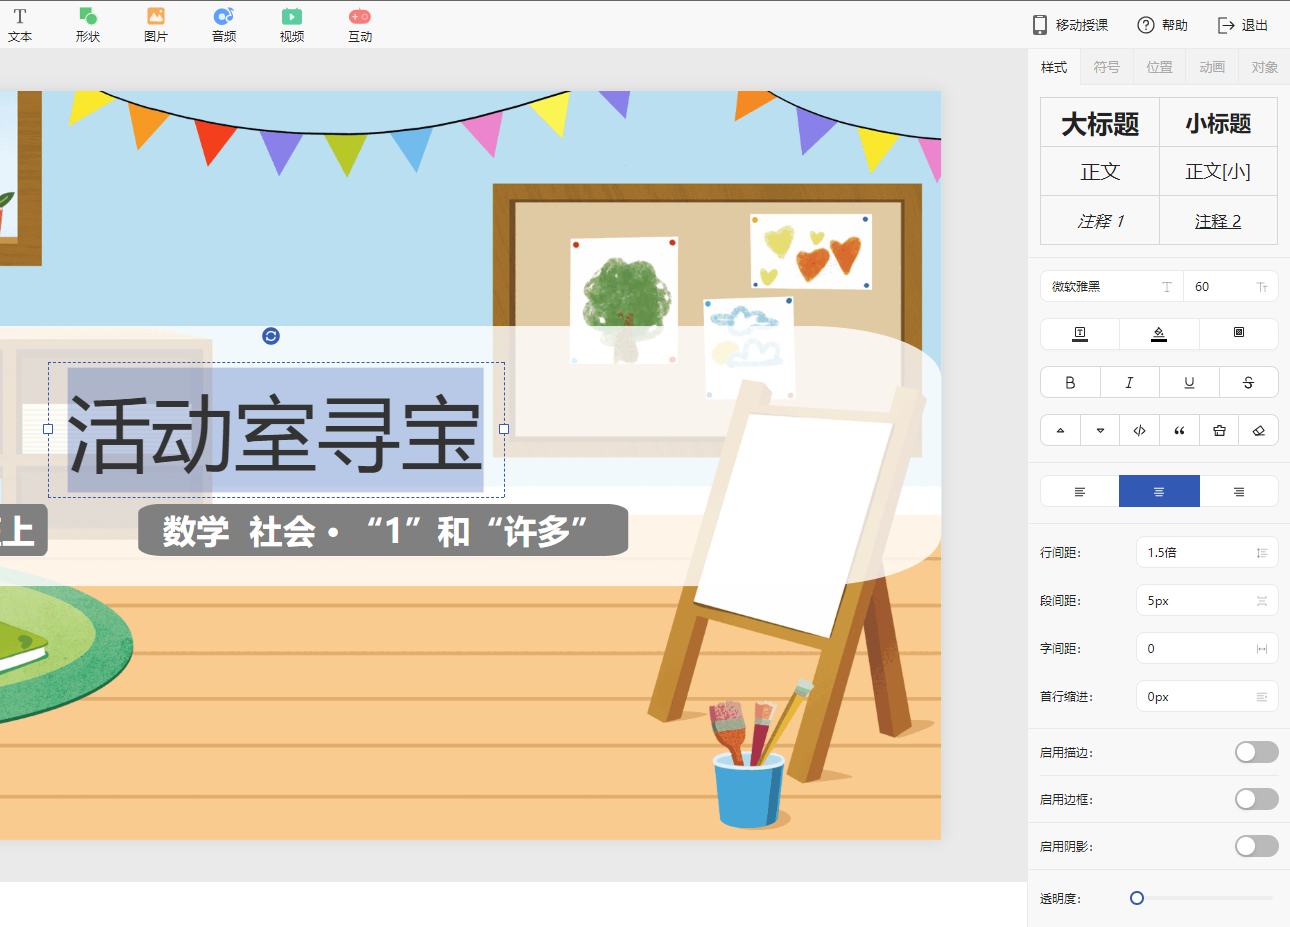 文本 形状 图片 音频 视频 互动 移动授课 帮助 退出
样式 符号 位置 动画 对象
大标题 小标题
正文 正文[小]
注释 1 注释 2
微软雅黑 60
B I U S
活动室寻宝
上 数学 社会·“1”和“许多”
行间距： 1.5倍
段间距： 5px
字间距： 0
首行缩进： 0px
启用描边：
启用边框：
启用阴影：
透明度：